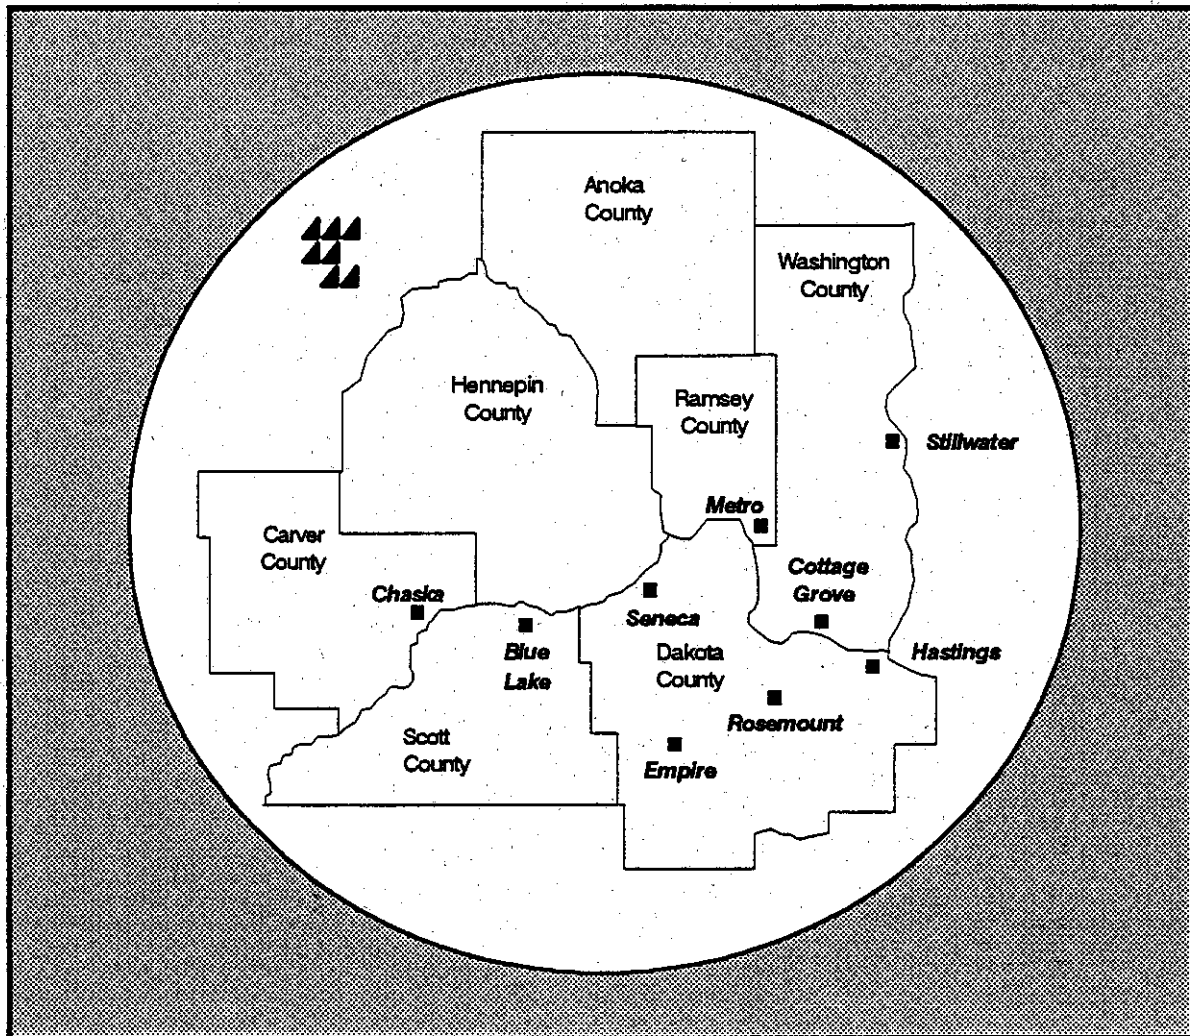 Anoka
County
Washington
County
Hennepin
County
Ramsey
County
Stillwater
Metro
Carver
County
Cottage
Grove
Chaska
Seneca
Blue
Lake
Dakota
County
Hastings
Rosemount
Scott
County
Empire